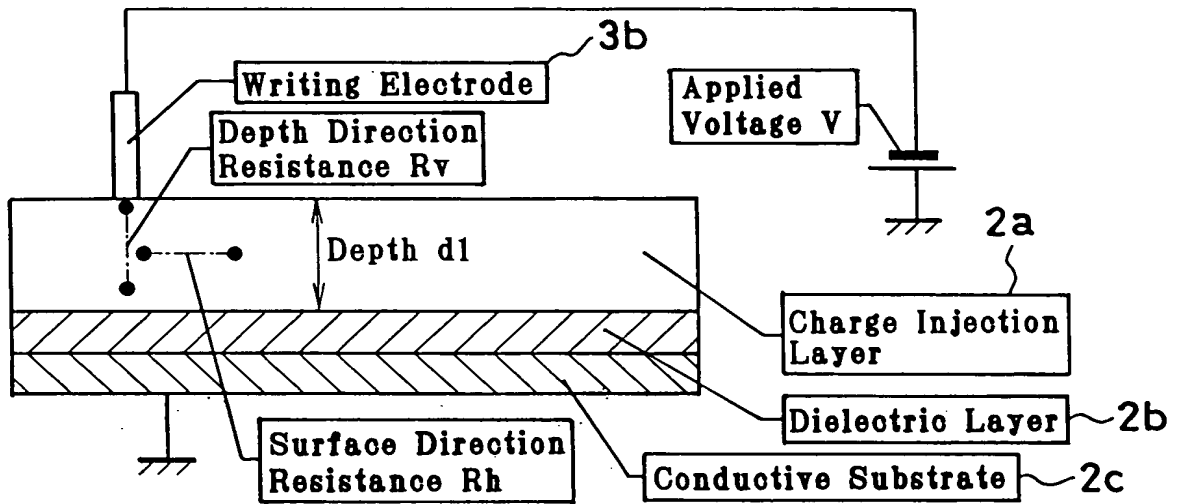 3b
Writing Electrode
Applied
Voltage V
Depth Direction
Resistance Rv
2a
Depth d1
Charge Injection
Layer
Dielectric Layer
2b
Surface Direction
Resistance Rh
Conductive Substrate
2c